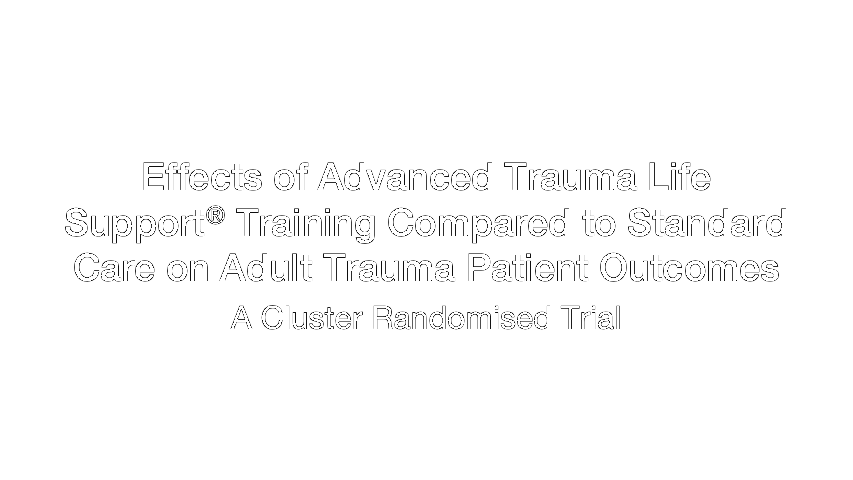 Effects of Advanced Trauma Life
Support® Training Compared to Standard
Care on Adult Trauma Patient Outcomes
A Cluster Randomised Trial